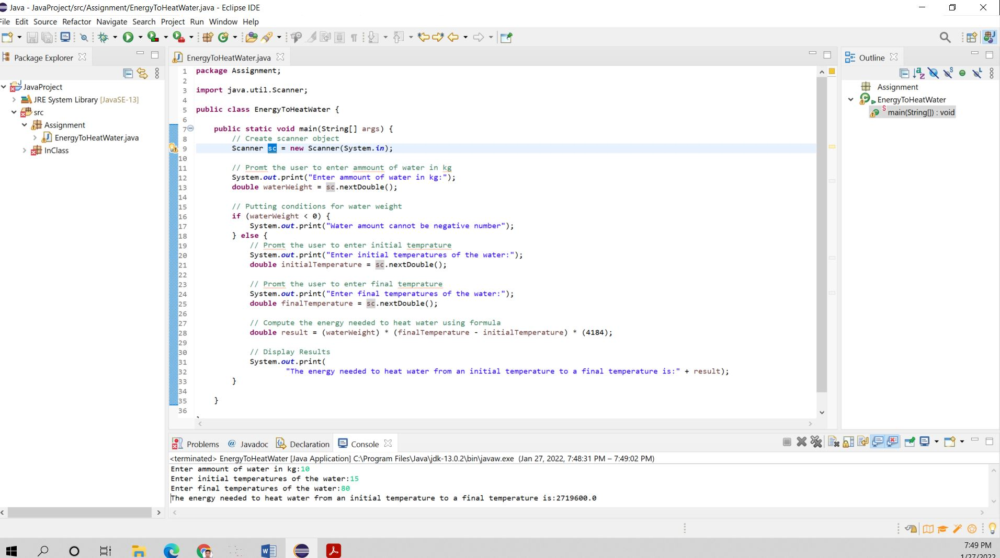 Java - JavaProject/src/Assignment/EnergyToHeatWater.java - Eclipse IDE
File Edit Source Refactor Navigate Search Project Run Window Help
Package Explorer
JavaProject
JRE System Library [JavaSE-13]
src
Assignment
EnergyToHeatWater.java
InClass
EnergyToHeatWater.java
1 package Assignment;
2
3 import java.util.Scanner;
4
5 public class EnergyToHeatWater {
6
7 public static void main(String[] args) {
8 // Create scanner object
9 Scanner sc = new Scanner(System.in);
10
11 // Promt the user to enter ammount of water in kg
12 System.out.print("Enter ammount of water in kg:");
13 double waterWeight = sc.nextDouble();
14
15 // Putting conditions for water weight
16 if (waterWeight < 0) {
17 System.out.print("Water amount cannot be negative number");
18 } else {
19 // Promt the user to enter initial temprature
20 System.out.print("Enter initial temperatures of the water:");
21 double initialTemperature = sc.nextDouble();
22
23 // Promt the user to enter final temprature
24 System.out.print("Enter final temperatures of the water:");
25 double finalTemperature = sc.nextDouble();
26
27 // Compute the energy needed to heat water using formula
28 double result = (waterWeight) * (finalTemperature - initialTemperature) * (4184);
29
30 // Display Results
31 System.out.print(
32 "The energy needed to heat water from an initial temperature to a final temperature is:" + result);
33 }
34
35 }
36
Outline
Assignment
EnergyToHeatWater
main(String[]) : void
Problems @ Javadoc Declaration Console
<terminated> EnergyToHeatWater [Java Application] C:\Program Files\Java\jdk-13.0.2\bin\javaw.exe (Jan 27, 2022, 7:48:31 PM – 7:49:02 PM)
Enter ammount of water in kg:10
Enter initial temperatures of the water:15
Enter final temperatures of the water:80
The energy needed to heat water from an initial temperature to a final temperature is:2719600.0
7:49 PM
1/27/2022